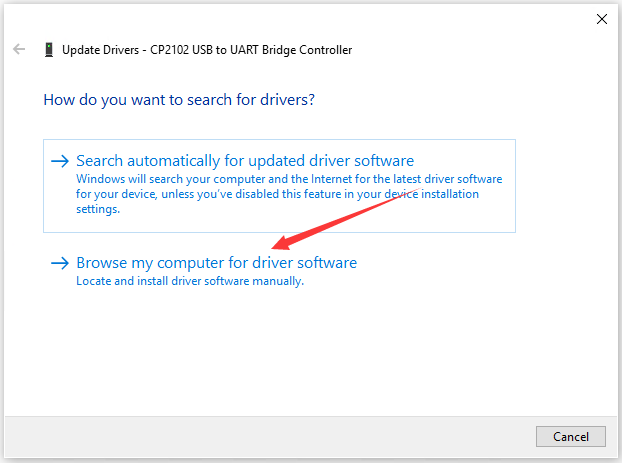 Update Drivers - CP2102 USB to UART Bridge Controller
How do you want to search for drivers?
Search automatically for updated driver software
Windows will search your computer and the Internet for the latest driver software
for your device, unless you've disabled this feature in your device installation
settings.
Browse my computer for driver software
Locate and install driver software manually.
Cancel